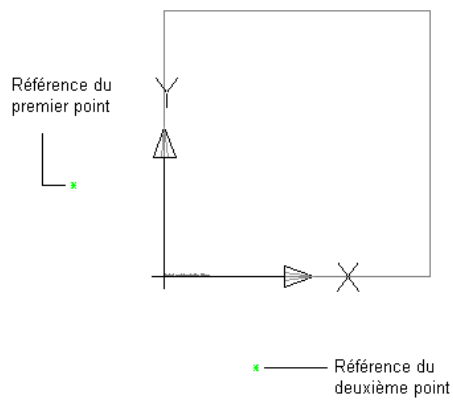 Y
Référence du
premier point
X
Référence du
deuxième point